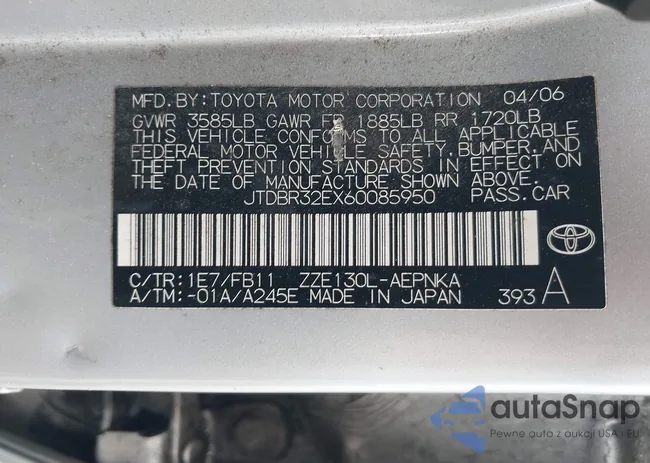 MFD.BY:TOYOTA MOTOR CORPORATION 04/06
GVWR 3585LB GAWR FR 1885LB RR 1720LB
THIS VEHICLE CONFORMS TO ALL APPLICABLE
FEDERAL MOTOR VEHICLE SAFETY,BUMPER,AND
THEFT PREVENTION STANDARDS IN EFFECT ON
THE DATE OF MANUFACTURE SHOWN ABOVE.
JTDBR32EX60085950 PASS.CAR
C/TR:1E7/FB11 ZZE130L-AEPNKA
A/TM:-01A/A245E MADE IN JAPAN 393 A
autaSnap
Pewne auta z aukcji USA i EU